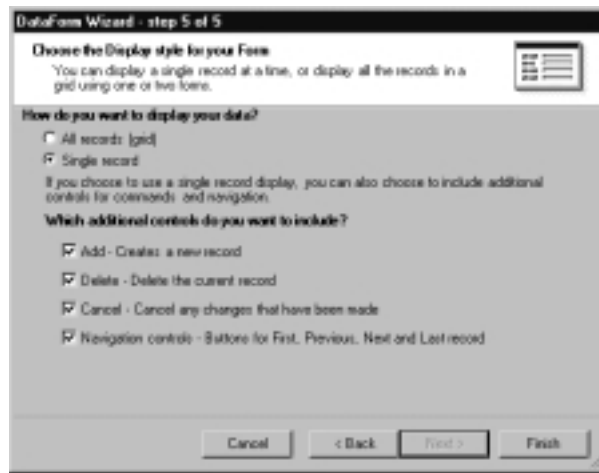 DataForm Wizard - step 5 of 5
Choose the Display style for your Form
You can display a single record at a time, or display all the records in a
grid using one or two forms.
How do you want to display your data?
All records (grid)
Single record
If you choose to use a single record display, you can also choose to include additional
controls for commands and navigation.
Which additional controls do you want to include?
Add - Creates a new record
Delete - Delete the current record
Cancel - Cancel any changes that have been made
Navigation controls - Buttons for First, Previous, Next and Last record
Cancel < Back Next > Finish